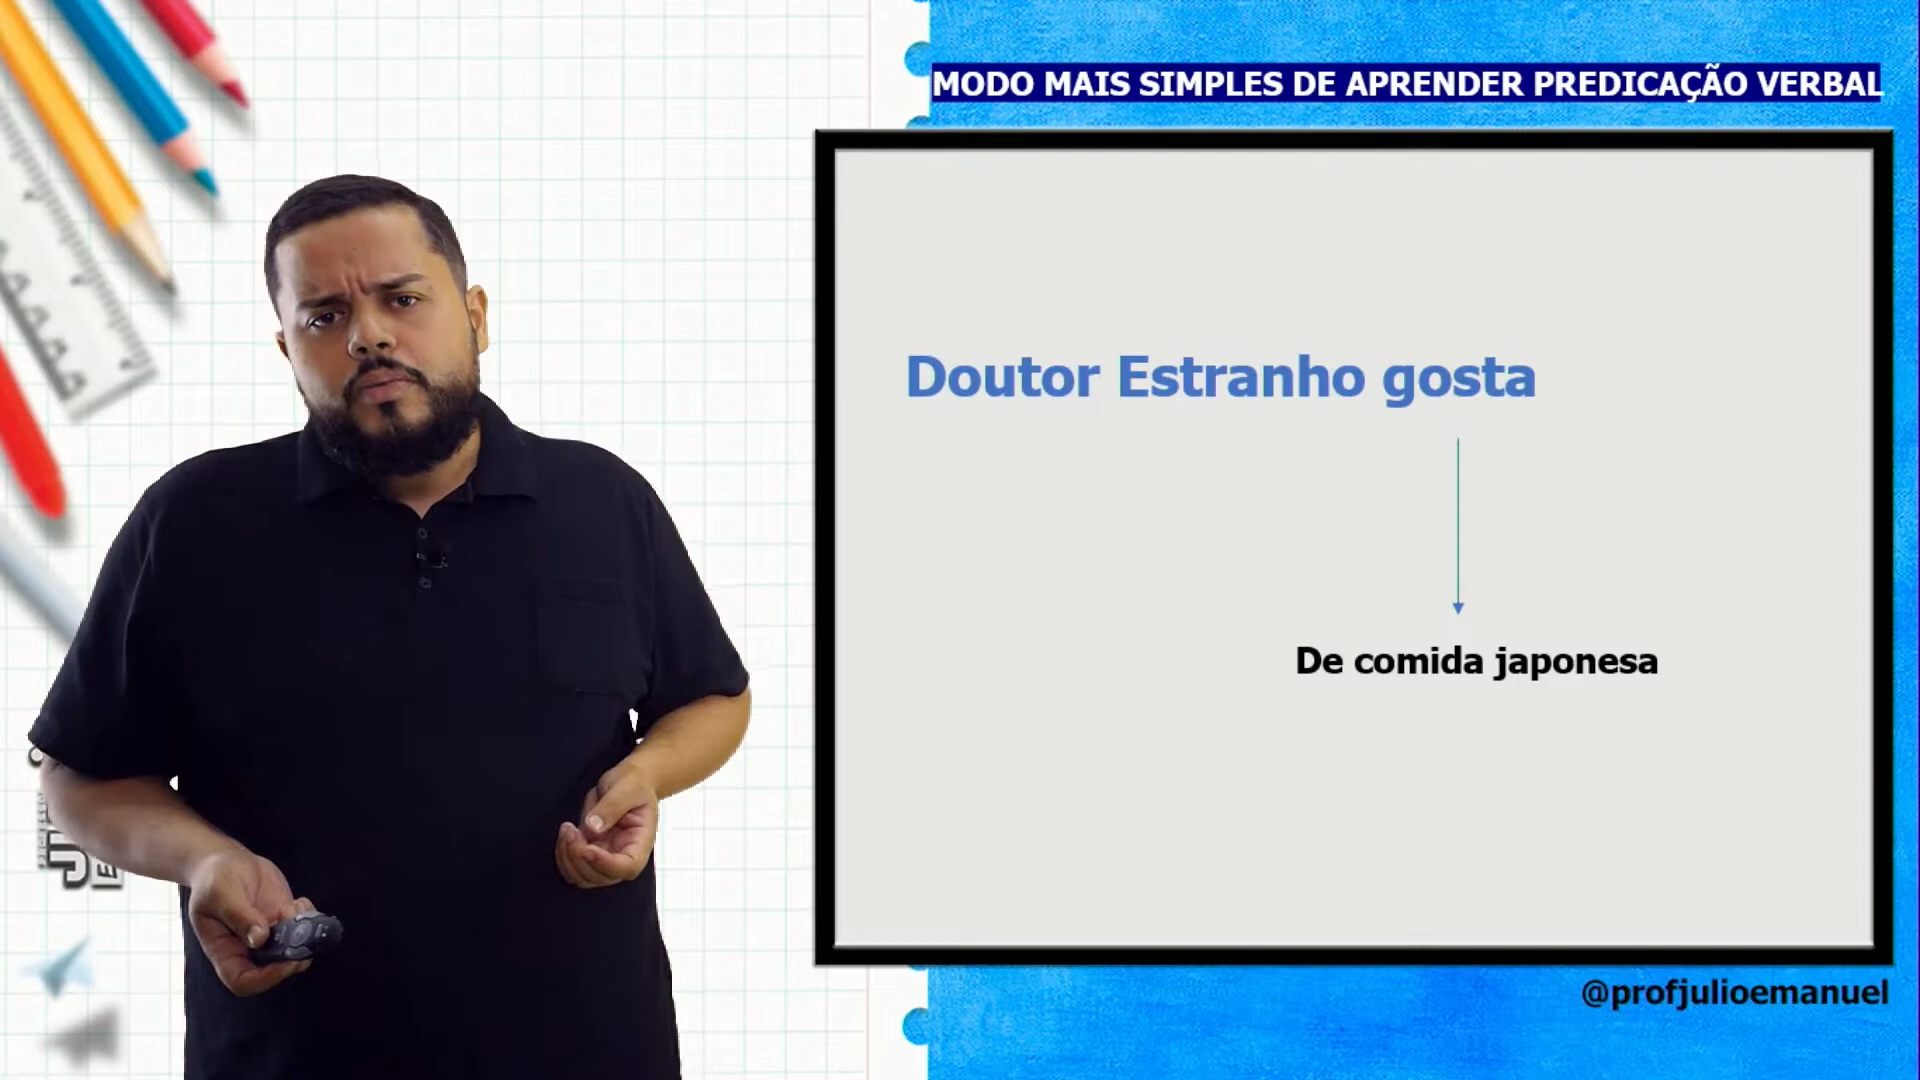 MODO MAIS SIMPLES DE APRENDER PREDICAÇÃO VERBAL
Doutor Estranho gosta
De comida japonesa
@profjulioemanuel